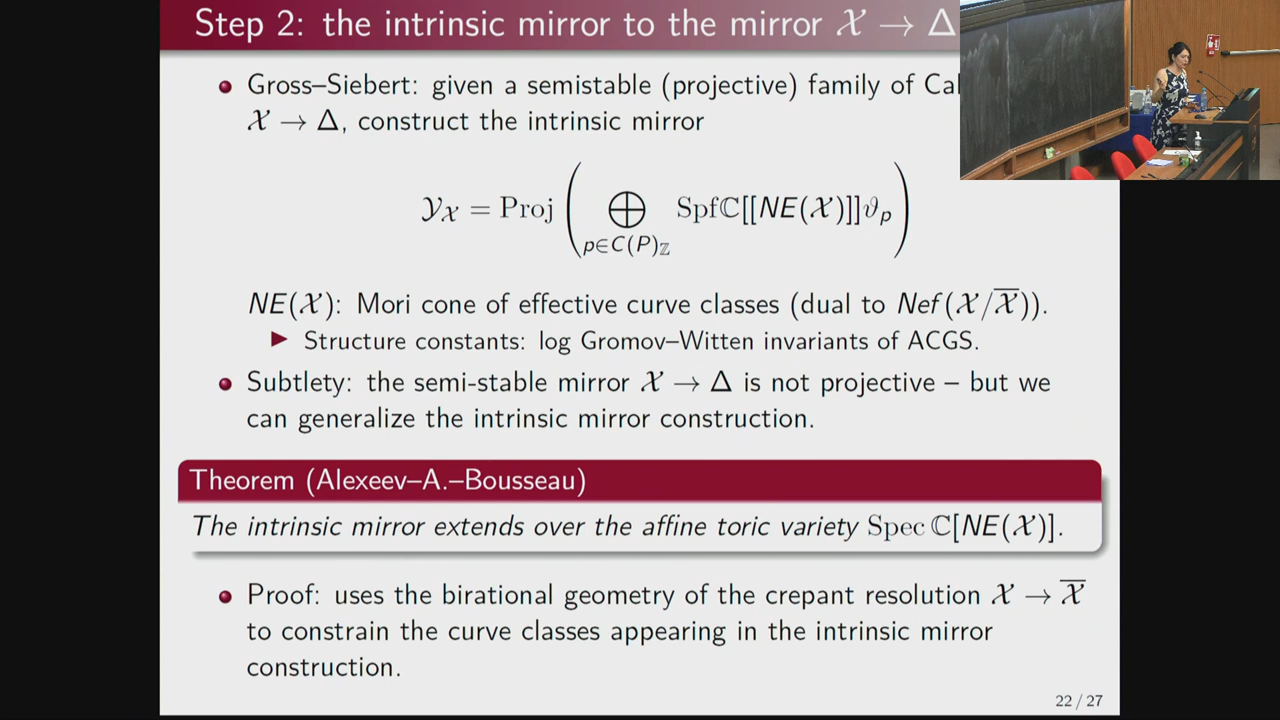 Step 2: the intrinsic mirror to the mirror 𝒳 → Δ
Gross–Siebert: given a semistable (projective) family of
𝒳 → Δ, construct the intrinsic mirror
𝒴_𝒳 = Proj ( ⊕_{p∈C(P)_ℤ} Spfℂ[[NE(𝒳)]]ϑ_p )
NE(𝒳): Mori cone of effective curve classes (dual to Nef(𝒳/𝒳̅)).
▶ Structure constants: log Gromov–Witten invariants of ACGS.
Subtlety: the semi-stable mirror 𝒳 → Δ is not projective – but we
can generalize the intrinsic mirror construction.
Theorem (Alexeev–A.–Bousseau)
The intrinsic mirror extends over the affine toric variety Spec ℂ[NE(𝒳)].
Proof: uses the birational geometry of the crepant resolution 𝒳 → 𝒳̅
to constrain the curve classes appearing in the intrinsic mirror
construction.
22 / 27